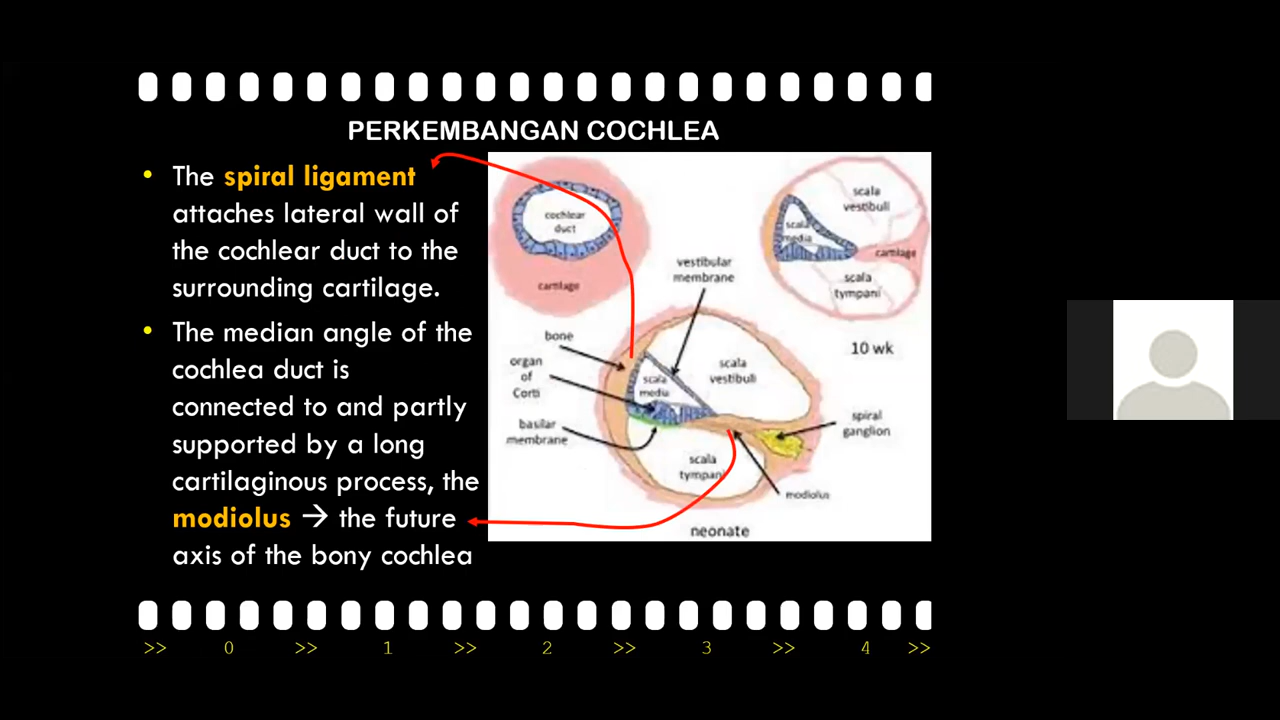 PERKEMBANGAN COCHLEA
• The spiral ligament
attaches lateral wall of
the cochlear duct to the
surrounding cartilage.
• The median angle of the
cochlea duct is
connected to and partly
supported by a long
cartilaginous process, the
modiolus → the future
axis of the bony cochlea
cochlear
duct
cartilage
scala
vestibuli
scala
media
cartilage
scala
tympani
10 wk
vestibular
membrane
bone
organ
of
Corti
basilar
membrane
scala
media
scala
vestibuli
spiral
ganglion
scala
tympani
modiolus
neonate
>> 0 >> 1 >> 2 >> 3 >> 4 >>